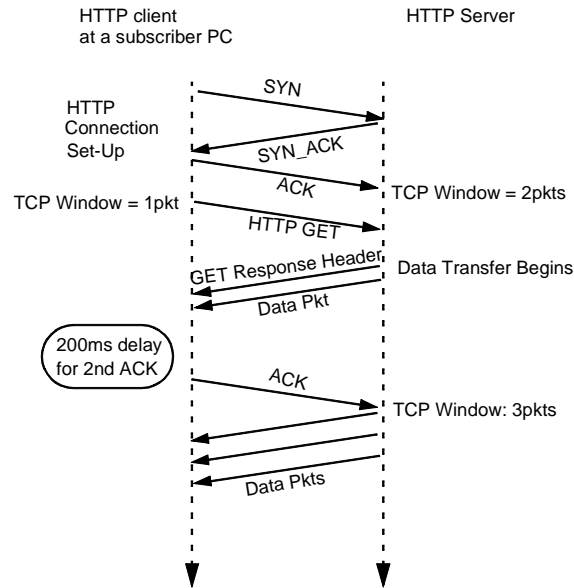 HTTP client
at a subscriber PC
HTTP Server
SYN
HTTP
Connection
Set-Up
SYN_ACK
ACK
TCP Window = 2pkts
TCP Window = 1pkt
HTTP GET
GET Response Header
Data Transfer Begins
Data Pkt
200ms delay
for 2nd ACK
ACK
TCP Window: 3pkts
Data Pkts